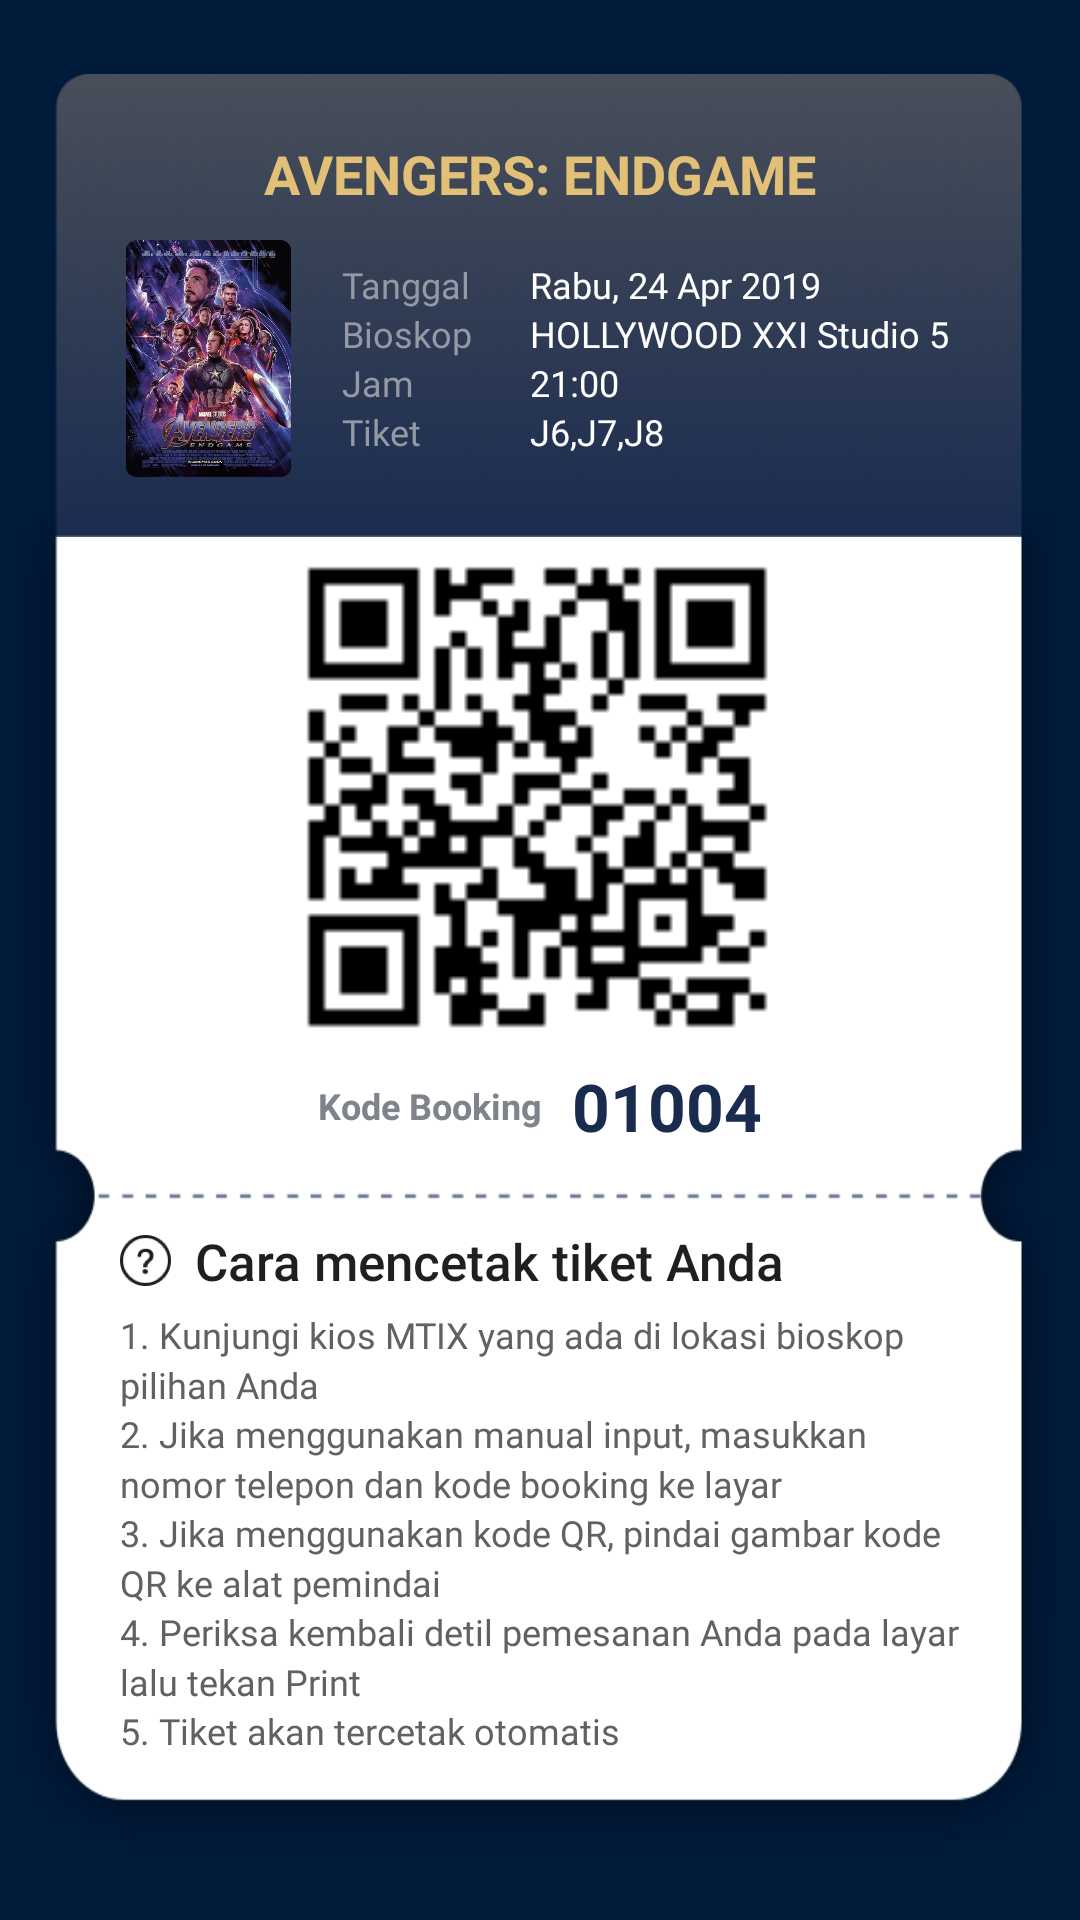 AVENGERS: ENDGAME
Tanggal Rabu, 24 Apr 2019
Bioskop HOLLYWOOD XXI Studio 5
Jam 21:00
Tiket J6,J7,J8
MARVEL STUDIOS
AVENGERS
ENDGAME
Kode Booking 01004
? Cara mencetak tiket Anda
1. Kunjungi kios MTIX yang ada di lokasi bioskop
pilihan Anda
2. Jika menggunakan manual input, masukkan
nomor telepon dan kode booking ke layar
3. Jika menggunakan kode QR, pindai gambar kode
QR ke alat pemindai
4. Periksa kembali detil pemesanan Anda pada layar
lalu tekan Print
5. Tiket akan tercetak otomatis